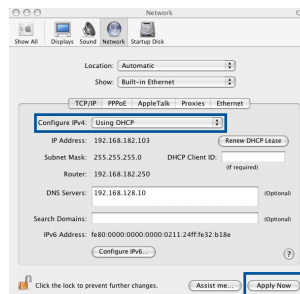 Network
Show All Displays Sound Network Startup Disk
Location: Automatic
Show: Built-in Ethernet
TCP/IP PPPoE AppleTalk Proxies Ethernet
Configure IPv4: Using DHCP
IP Address: 192.168.182.103 Renew DHCP Lease
Subnet Mask: 255.255.255.0 DHCP Client ID:
(If required)
Router: 192.168.182.250
DNS Servers: 192.168.128.10 (Optional)
Search Domains: (Optional)
IPv6 Address: fe80:0000:0000:0000:0211:24ff:fe32:b18e
Configure IPv6... ?
Click the lock to prevent further changes. Assist me... Apply Now